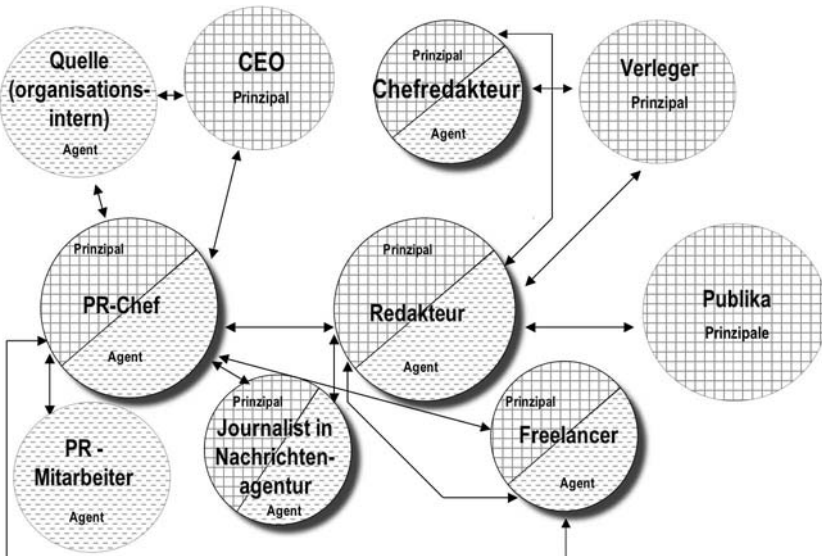 Quelle
(organisations-
intern)
Agent
CEO
Prinzipal
Prinzipal
Chefredakteur
Agent
Verleger
Prinzipal
Prinzipal
PR-Chef
Agent
Prinzipal
Redakteur
Agent
Publika
Prinzipale
PR -
Mitarbeiter
Agent
Prinzipal
Journalist in
Nachrichten-
agentur
Agent
Prinzipal
Freelancer
Agent